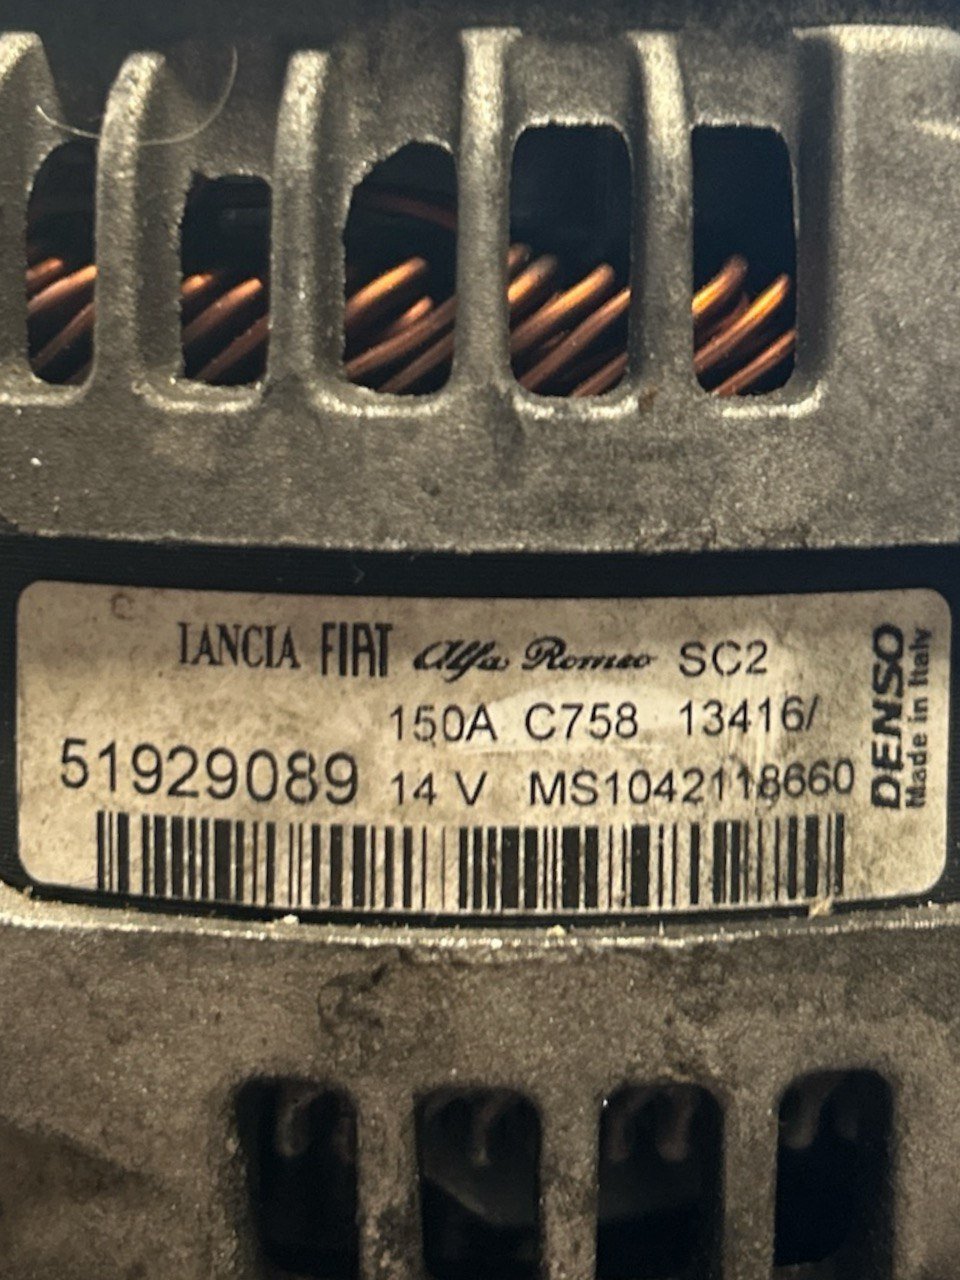 LANCIA FIAT Alfa Romeo SC2
150A C758 13416/
51929089 14 V MS1042118660
DENSO
Made in Italy